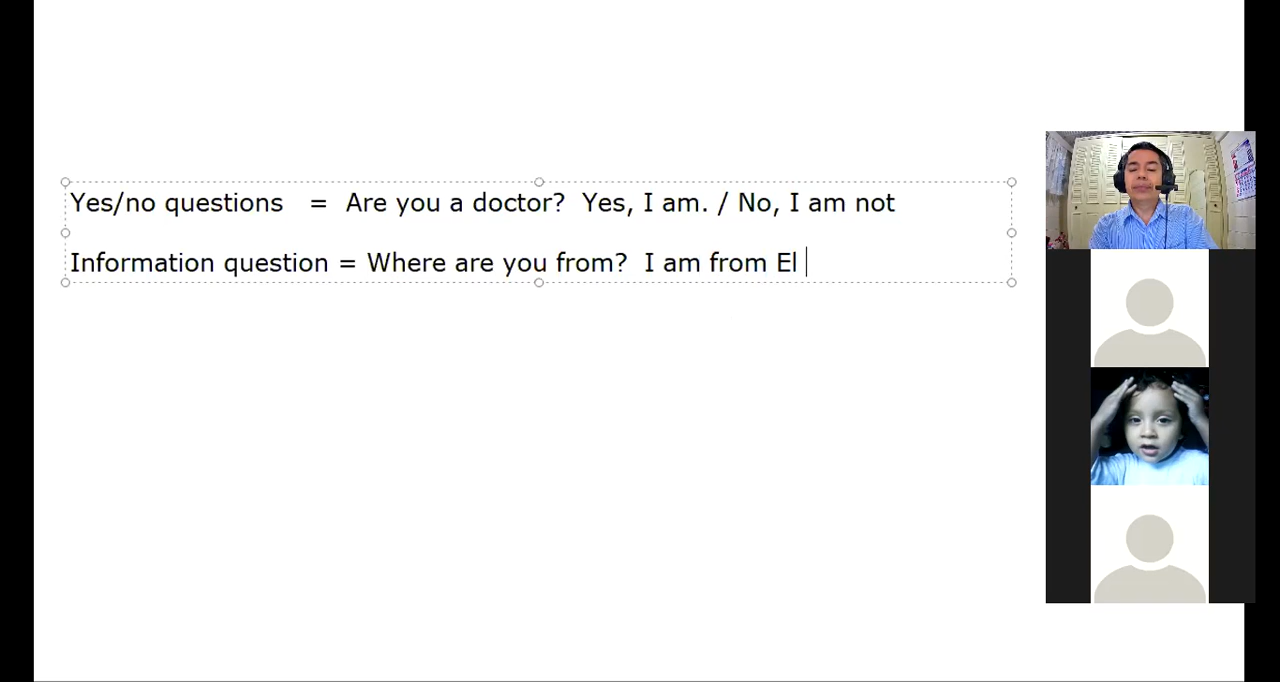 Yes/no questions = Are you a doctor? Yes, I am. / No, I am not
Information question = Where are you from? I am from El